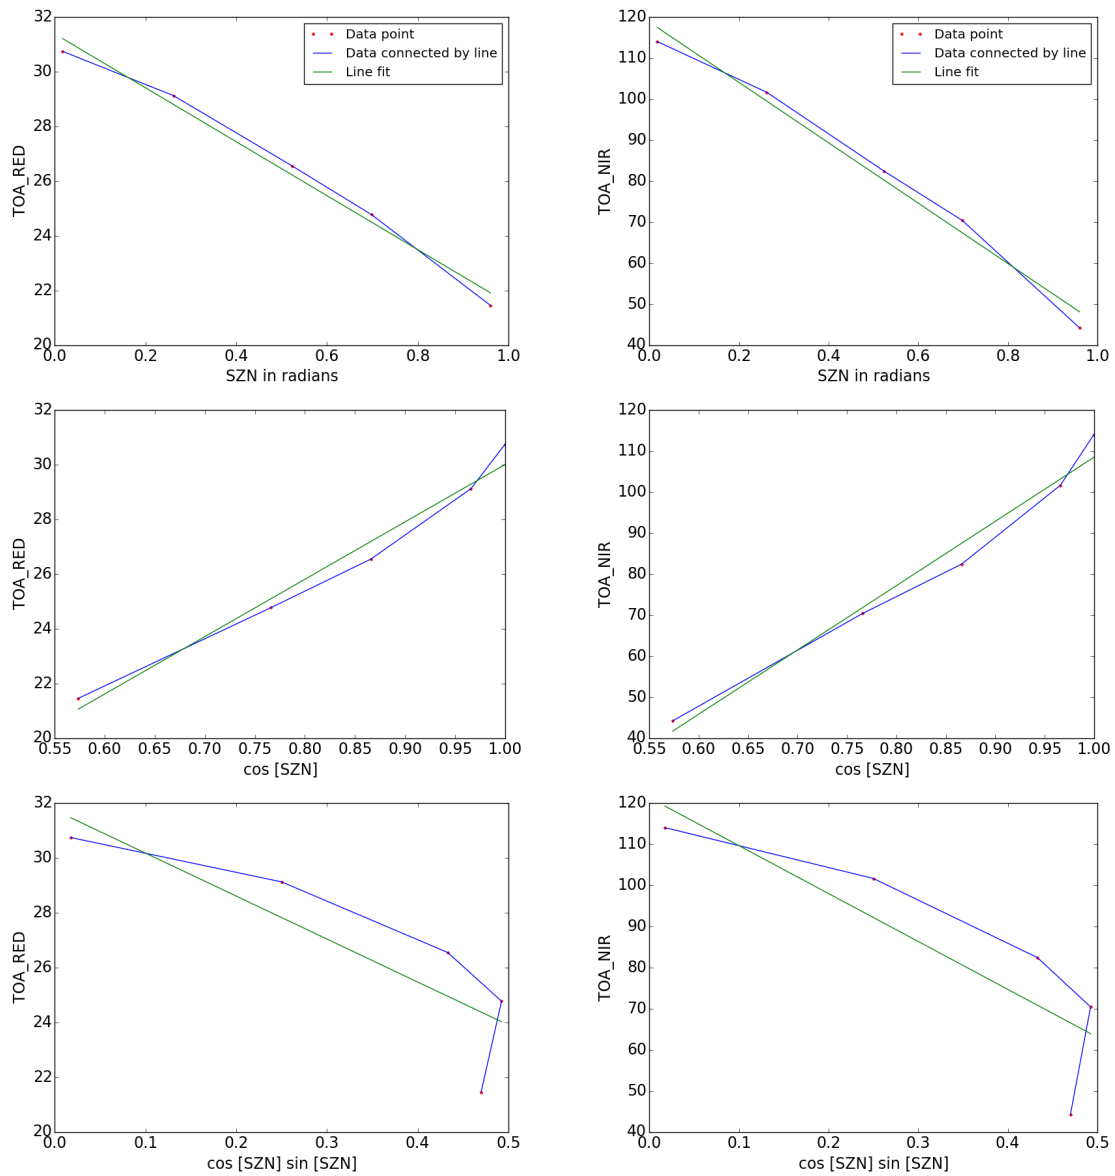 32
30
28
26
24
22
20
TOA_RED
0.0 0.2 0.4 0.6 0.8 1.0
SZN in radians
Data point
Data connected by line
Line fit
120
110
100
90
80
70
60
50
40
TOA_NIR
0.0 0.2 0.4 0.6 0.8 1.0
SZN in radians
Data point
Data connected by line
Line fit
32
30
28
26
24
22
20
TOA_RED
0.55 0.60 0.65 0.70 0.75 0.80 0.85 0.90 0.95 1.00
cos [SZN]
120
110
100
90
80
70
60
50
40
TOA_NIR
0.55 0.60 0.65 0.70 0.75 0.80 0.85 0.90 0.95 1.00
cos [SZN]
32
30
28
26
24
22
20
TOA_RED
0.0 0.1 0.2 0.3 0.4 0.5
cos [SZN] sin [SZN]
120
110
100
90
80
70
60
50
40
TOA_NIR
0.0 0.1 0.2 0.3 0.4 0.5
cos [SZN] sin [SZN]